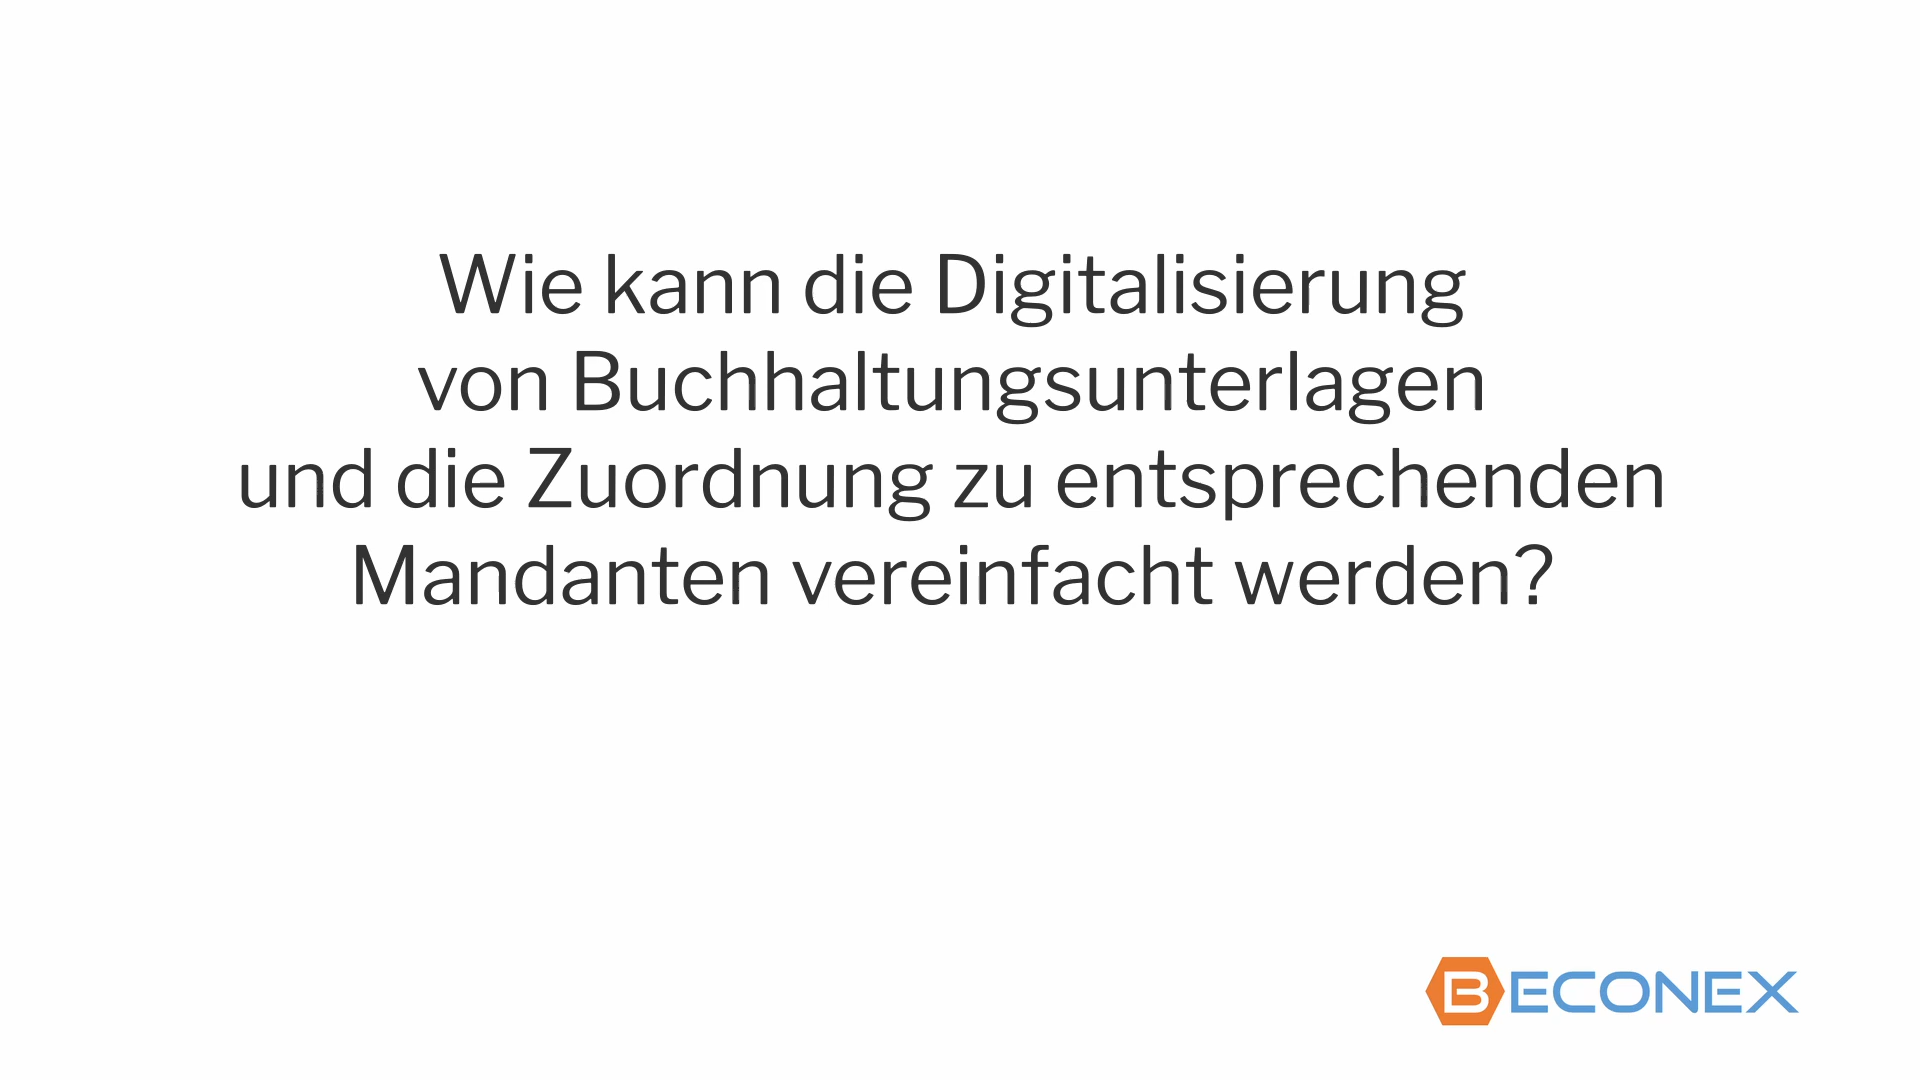 Wie kann die Digitalisierung
von Buchhaltungsunterlagen
und die Zuordnung zu entsprechenden
Mandanten vereinfacht werden?
BECONEX